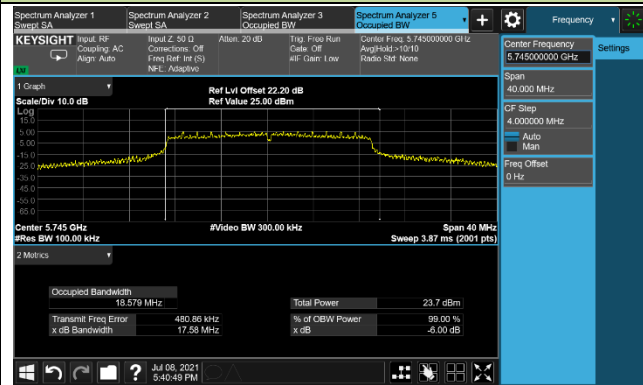 Spectrum Analyzer 1
Swept SA
Spectrum Analyzer 2
Swept SA
Spectrum Analyzer 3
Occupied BW
Spectrum Analyzer 5
Occupied BW
+
Frequency
KEYSIGHT
Input: RF
Coupling: AC
Align: Auto
Input Z: 50 Ω
Corrections: Off
Freq Ref: Int (S)
NFE: Adaptive
Atten: 20 dB
Trig: Free Run
Gate: Off
#IF Gain: Low
Center Freq: 5.745000000 GHz
Avg|Hold:>10/10
Radio Std: None
LXI
1 Graph
Scale/Div 10.0 dB
Log
Ref Lvl Offset 22.20 dB
Ref Value 25.00 dBm
15.0
5.00
-5.00
-15.0
-25.0
-35.0
-45.0
-55.0
-65.0
Center 5.745 GHz
#Res BW 100.00 kHz
#Video BW 300.00 kHz
Span 40 MHz
Sweep 3.87 ms (2001 pts)
2 Metrics
Occupied Bandwidth
18.579 MHz
Transmit Freq Error 480.86 kHz
x dB Bandwidth 17.58 MHz
Total Power 23.7 dBm
% of OBW Power 99.00 %
x dB -6.00 dB
Center Frequency
5.745000000 GHz
Span
40.000 MHz
CF Step
4.000000 MHz
Auto
Man
Freq Offset
0 Hz
Settings
?
Jul 08, 2021
5:40:49 PM